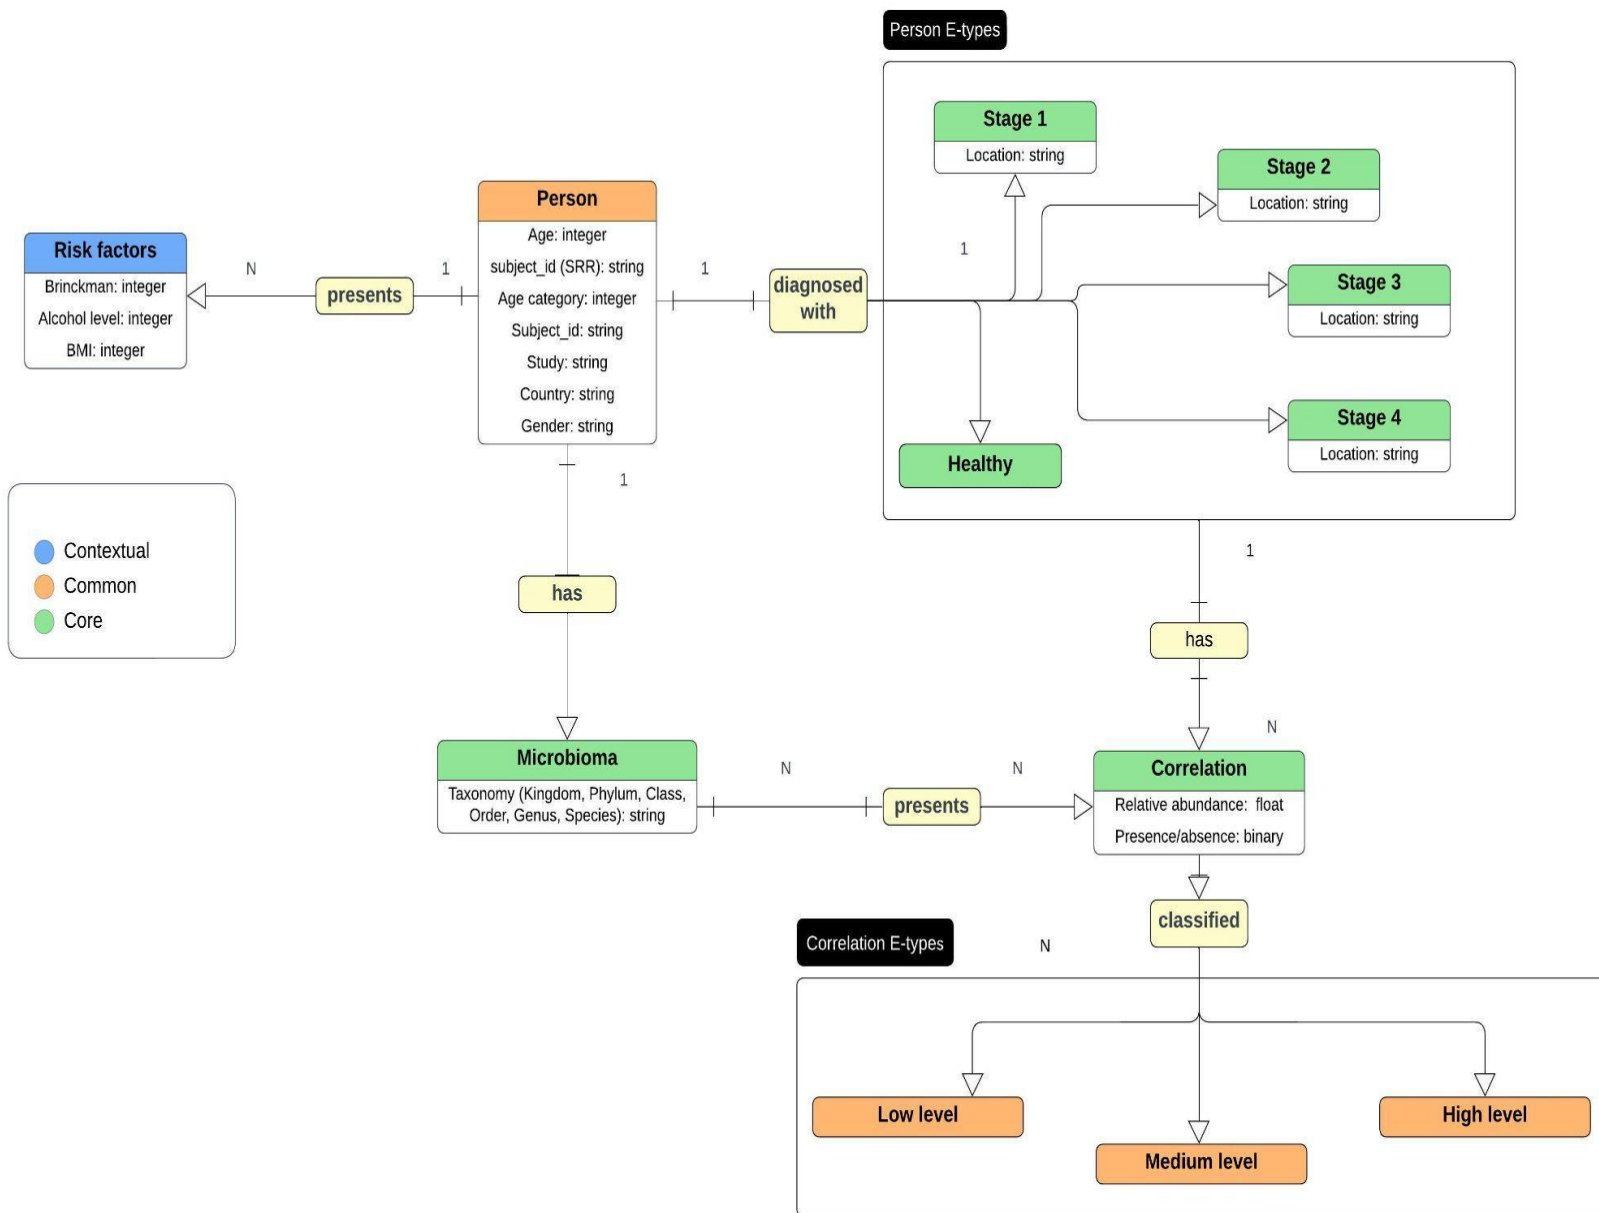 Person E-types
Stage 1
Location: string
Stage 2
Location: string
Person
Age: integer
subject_id (SRR): string
Age category: integer
Subject_id: string
Study: string
Country: string
Gender: string
Risk factors
Brinckman: integer
Alcohol level: integer
BMI: integer
N
presents
1
1
diagnosed
with
1
Stage 3
Location: string
Stage 4
Location: string
Healthy
1
Contextual
Common
Core
has
1
has
N
Microbioma
Taxonomy (Kingdom, Phylum, Class,
Order, Genus, Species): string
N
presents
N
Correlation
Relative abundance: float
Presence/absence: binary
classified
N
Correlation E-types
Low level
Medium level
High level